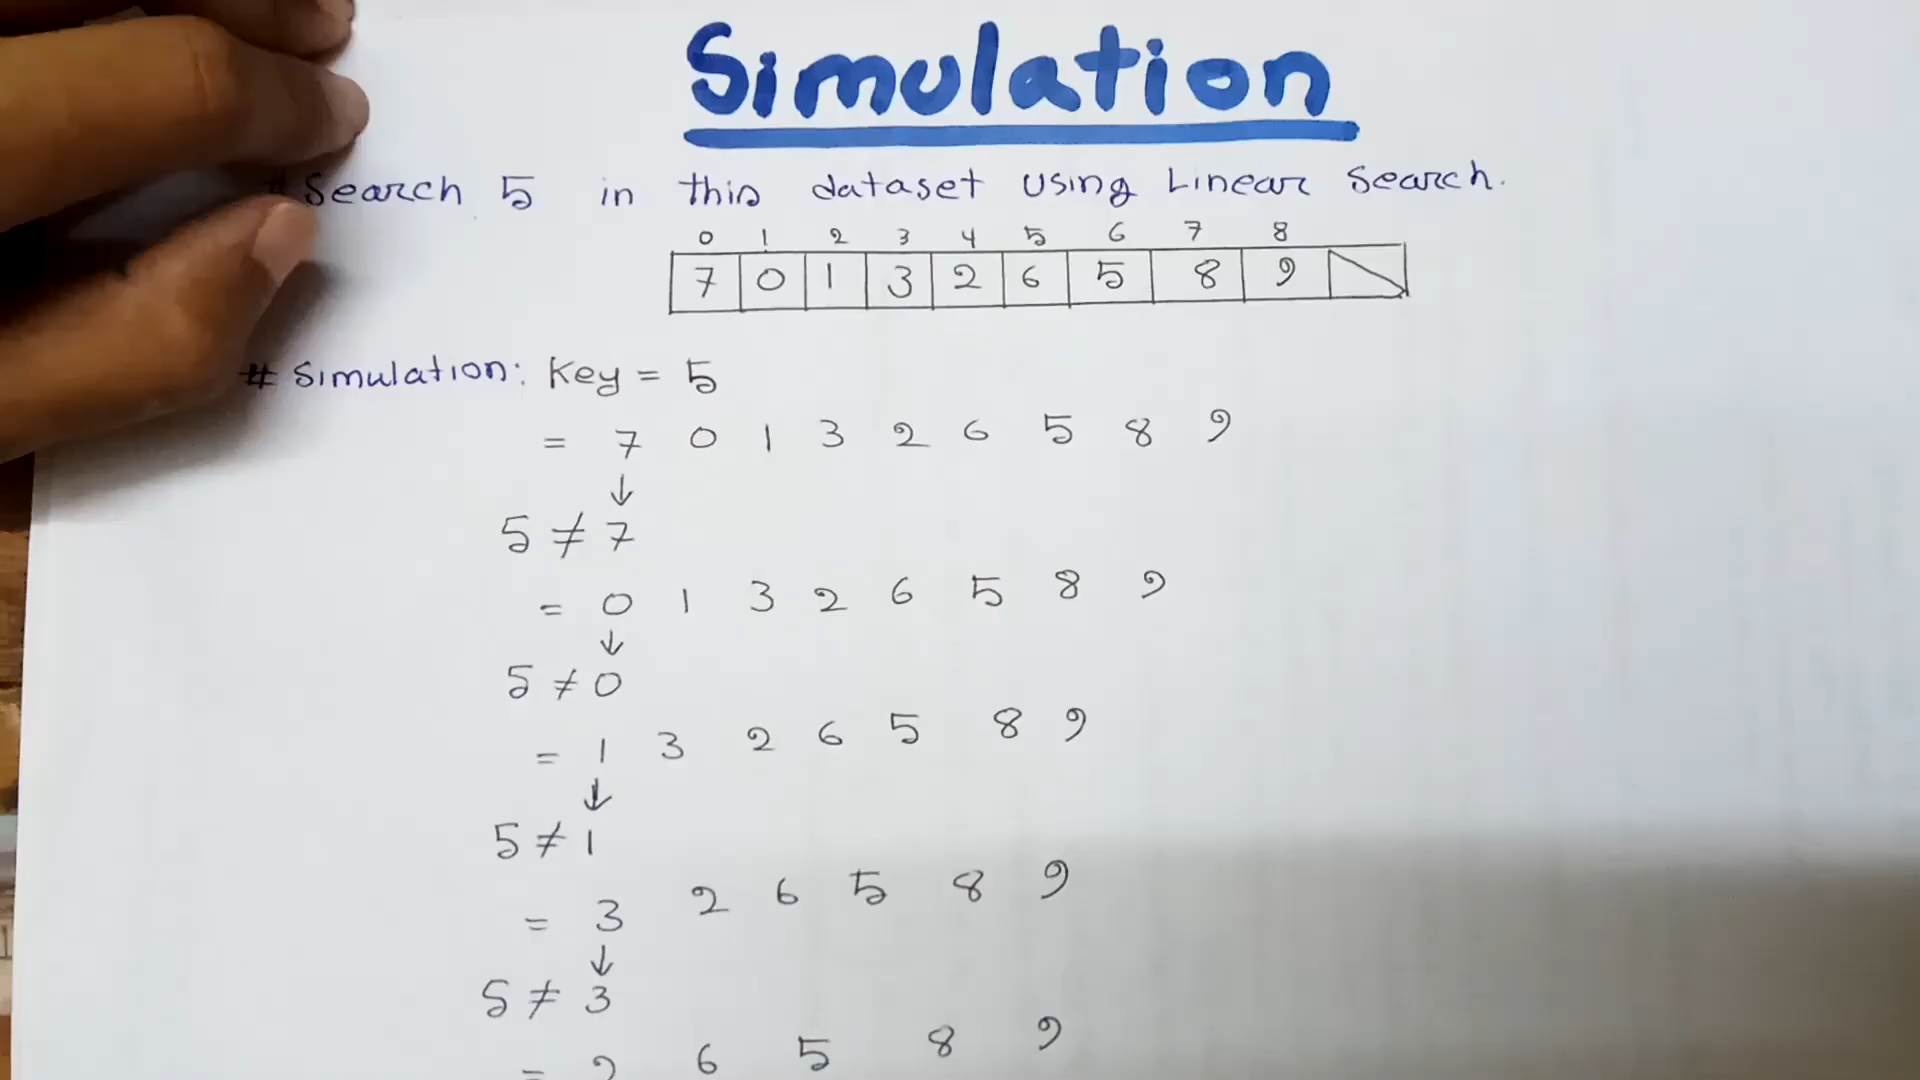 Simulation
# Search 5 in this dataset using Linear Search.
0 1 2 3 4 5 6 7 8
7 0 1 3 2 6 5 8 9
# Simulation: Key = 5
= 7 0 1 3 2 6 5 8 9
↓
5 ≠ 7
= 0 1 3 2 6 5 8 9
↓
5 ≠ 0
= 1 3 2 6 5 8 9
↓
5 ≠ 1
= 3 2 6 5 8 9
↓
5 ≠ 3
= 2 6 5 8 9